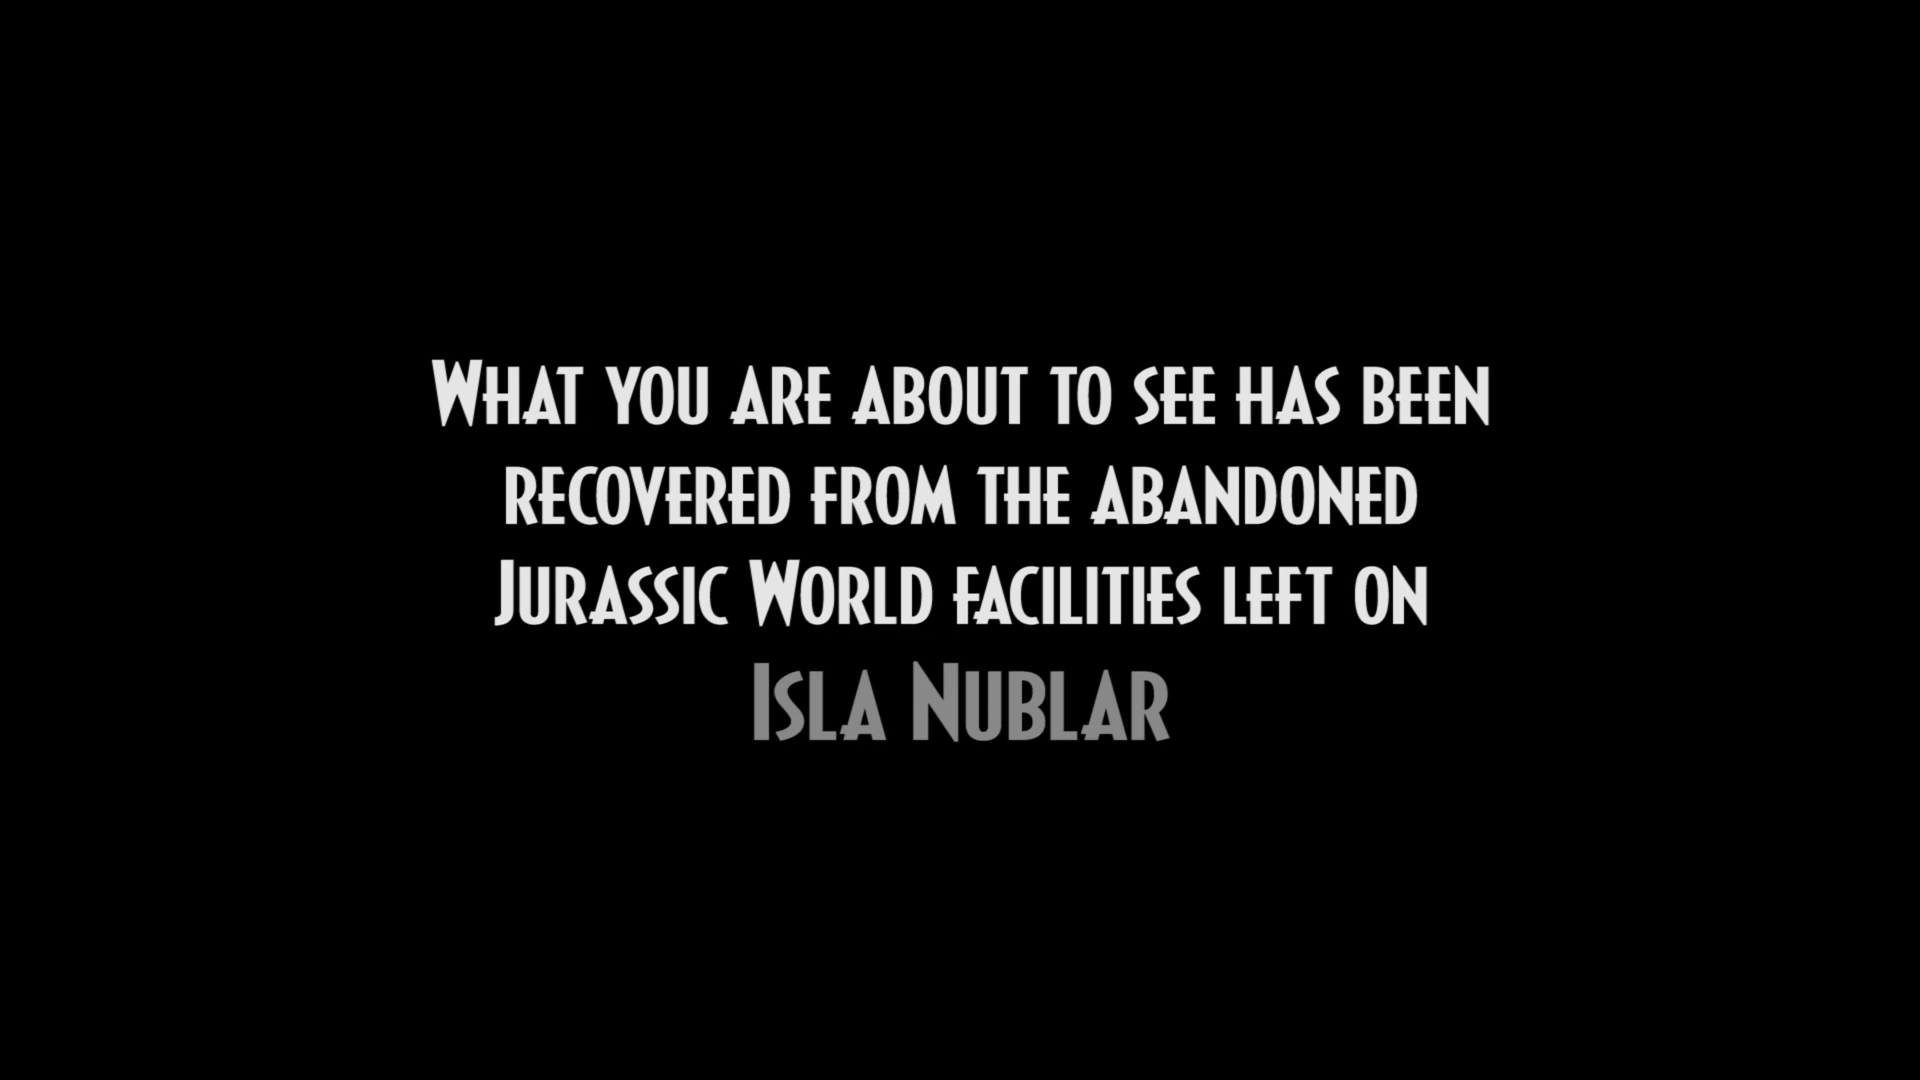 What you are about to see has been
recovered from the abandoned
Jurassic World facilities left on
Isla Nublar